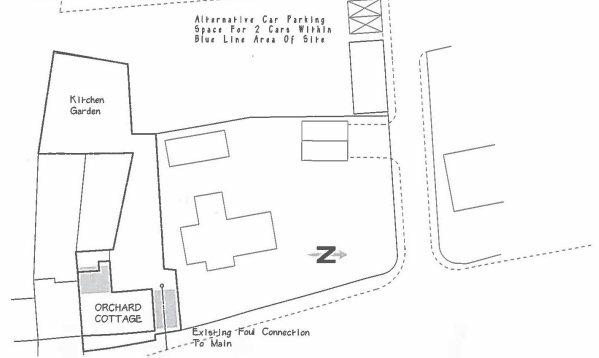 Alternative Car Parking
Space For 2 Cars Within
Blue Line Area Of Site
Kitchen
Garden
N
ORCHARD
COTTAGE
Existing Foul Connection
To Main